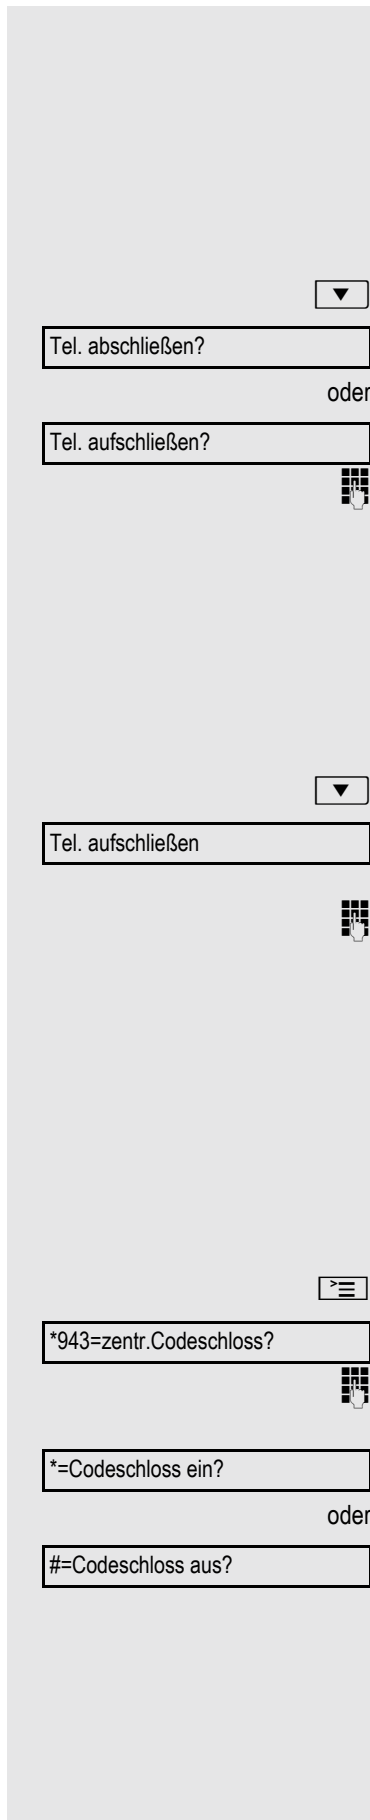 Tel. abschließen?
oder
Tel. aufschließen?
Tel. aufschließen
*943=zentr.Codeschloss?
*=Codeschloss ein?
oder
#=Codeschloss aus?